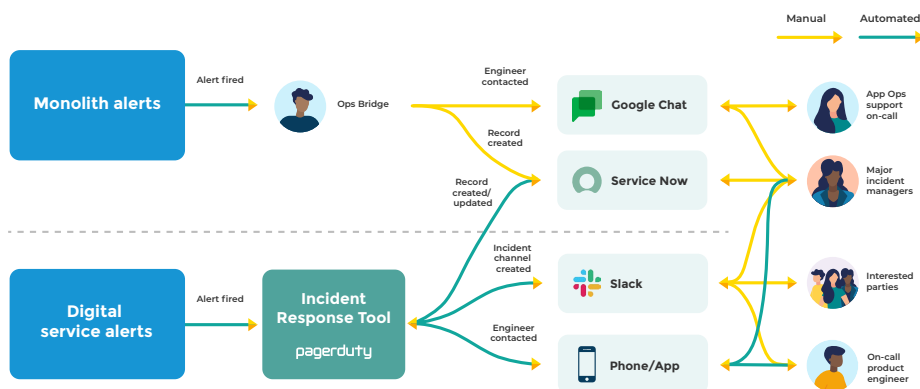 Manual
Automated
Monolith alerts
Alert fired
Ops Bridge
Engineer
contacted
Record
created
Google Chat
App Ops
support
on-call
Service Now
Major
incident
managers
Record
created/
updated
Digital
service alerts
Alert fired
Incident
Response Tool
pagerduty
Incident
channel
created
Slack
Interested
parties
Engineer
contacted
Phone/App
On-call
product
engineer